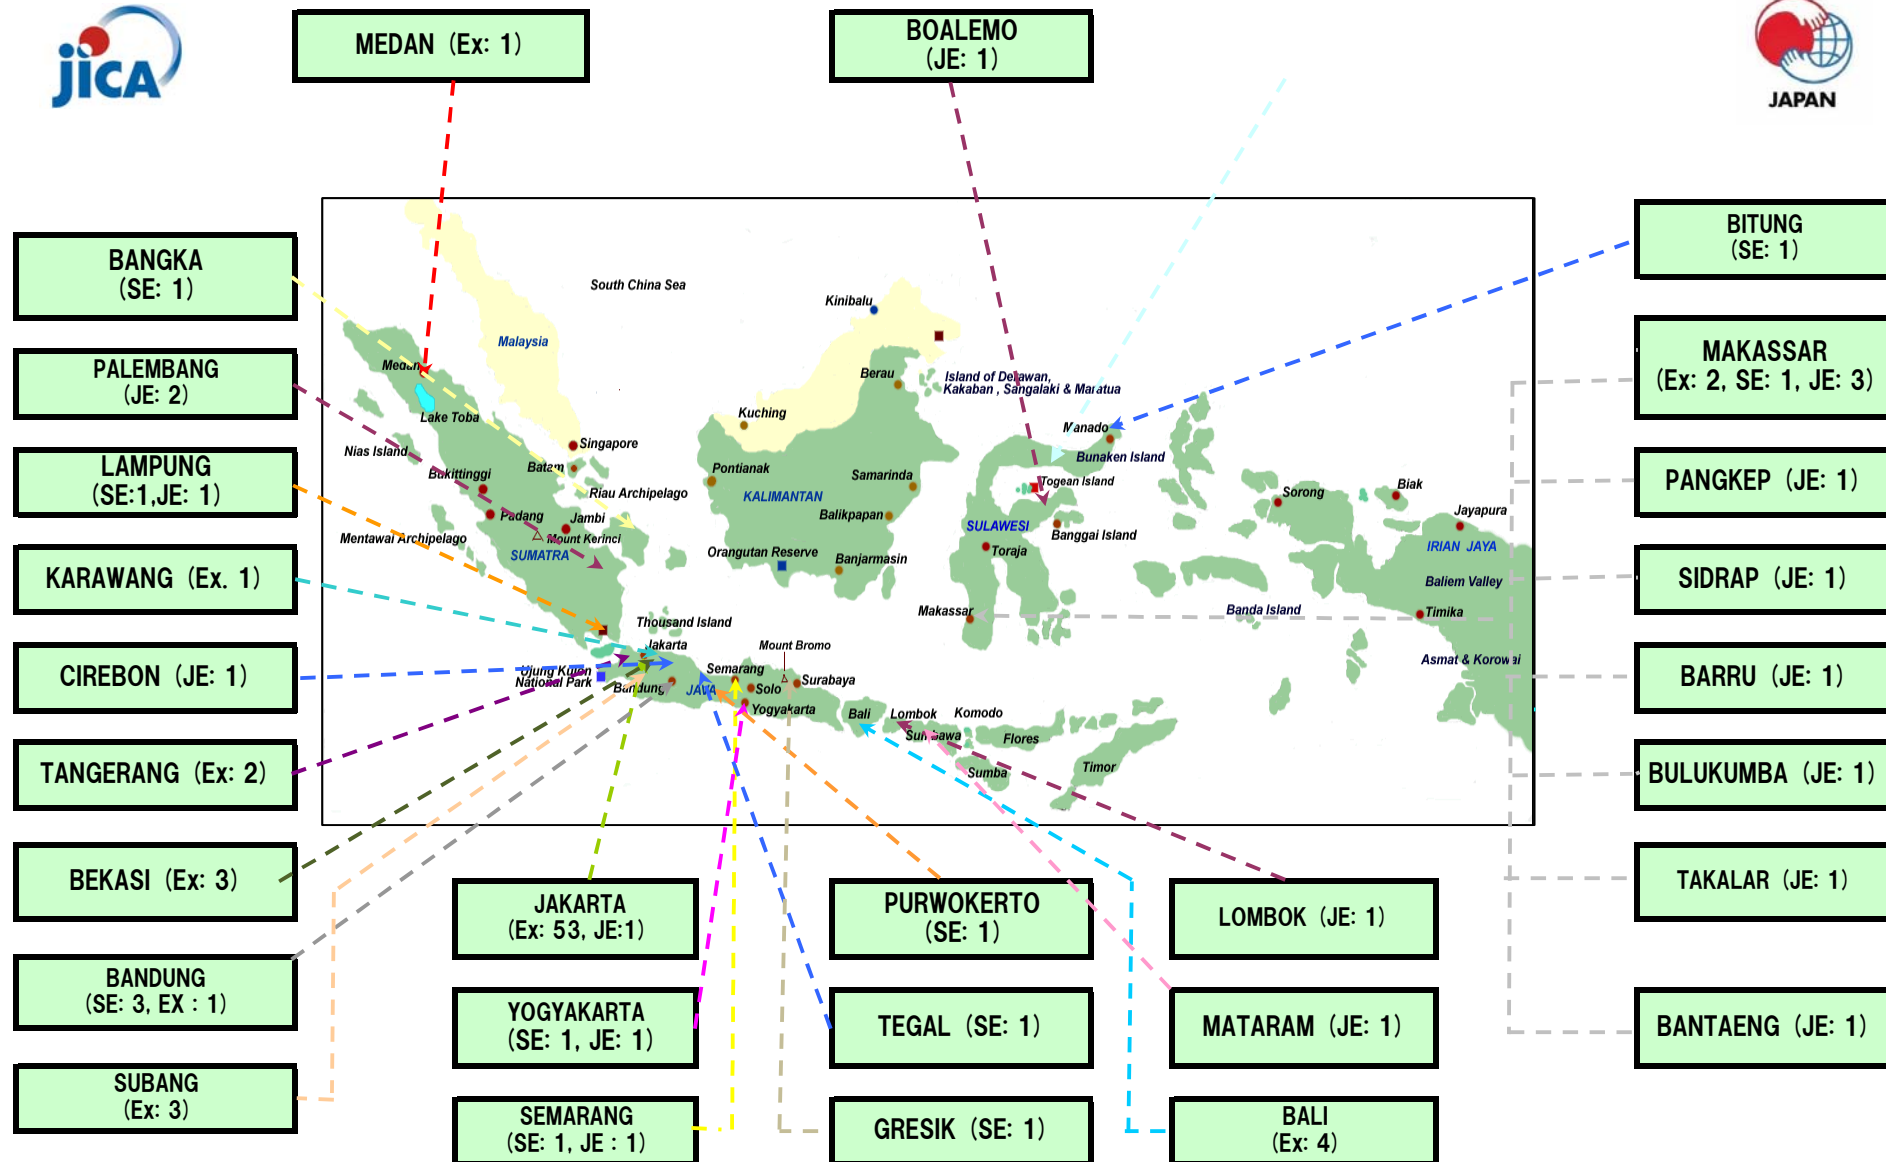 jICA
MEDAN (Ex: 1)
BOALEMO
(JE: 1)
JAPAN
BANGKA
(SE: 1)
PALEMBANG
(JE: 2)
LAMPUNG
(SE:1,JE: 1)
KARAWANG (Ex. 1)
CIREBON (JE: 1)
TANGERANG (Ex: 2)
BEKASI (Ex: 3)
BANDUNG
(SE: 3, EX : 1)
SUBANG
(Ex: 3)
South China Sea
Malaysia
Kinibalu
Medan
Lake Toba
Nias Island
Bukittinggi
Singapore
Batam
Riau Archipelago
Padang
Jambi
Mount Kerinci
Mentawai Archipelago
SUMATRA
Kuching
Berau
Island of Derawan,
Kakaban , Sangalaki & Maratua
Pontianak
Samarinda
KALIMANTAN
Balikpapan
Orangutan Reserve
Banjarmasin
Manado
Bunaken Island
Togean Island
SULAWESI
Banggai Island
Toraja
Makassar
Sorong
Biak
Jayapura
IRIAN JAYA
Baliem Valley
Banda Island
Timika
Asmat & Korowai
Thousand Island
Jakarta
Ujung Kulon
National Park
Bandung
JAVA
Semarang
Mount Bromo
Solo
Surabaya
Yogyakarta
Bali
Lombok
Komodo
Sumbawa
Flores
Sumba
Timor
BITUNG
(SE: 1)
MAKASSAR
(Ex: 2, SE: 1, JE: 3)
PANGKEP (JE: 1)
SIDRAP (JE: 1)
BARRU (JE: 1)
BULUKUMBA (JE: 1)
TAKALAR (JE: 1)
BANTAENG (JE: 1)
JAKARTA
(Ex: 53, JE:1)
PURWOKERTO
(SE: 1)
LOMBOK (JE: 1)
YOGYAKARTA
(SE: 1, JE: 1)
TEGAL (SE: 1)
MATARAM (JE: 1)
SEMARANG
(SE: 1, JE : 1)
GRESIK (SE: 1)
BALI
(Ex: 4)